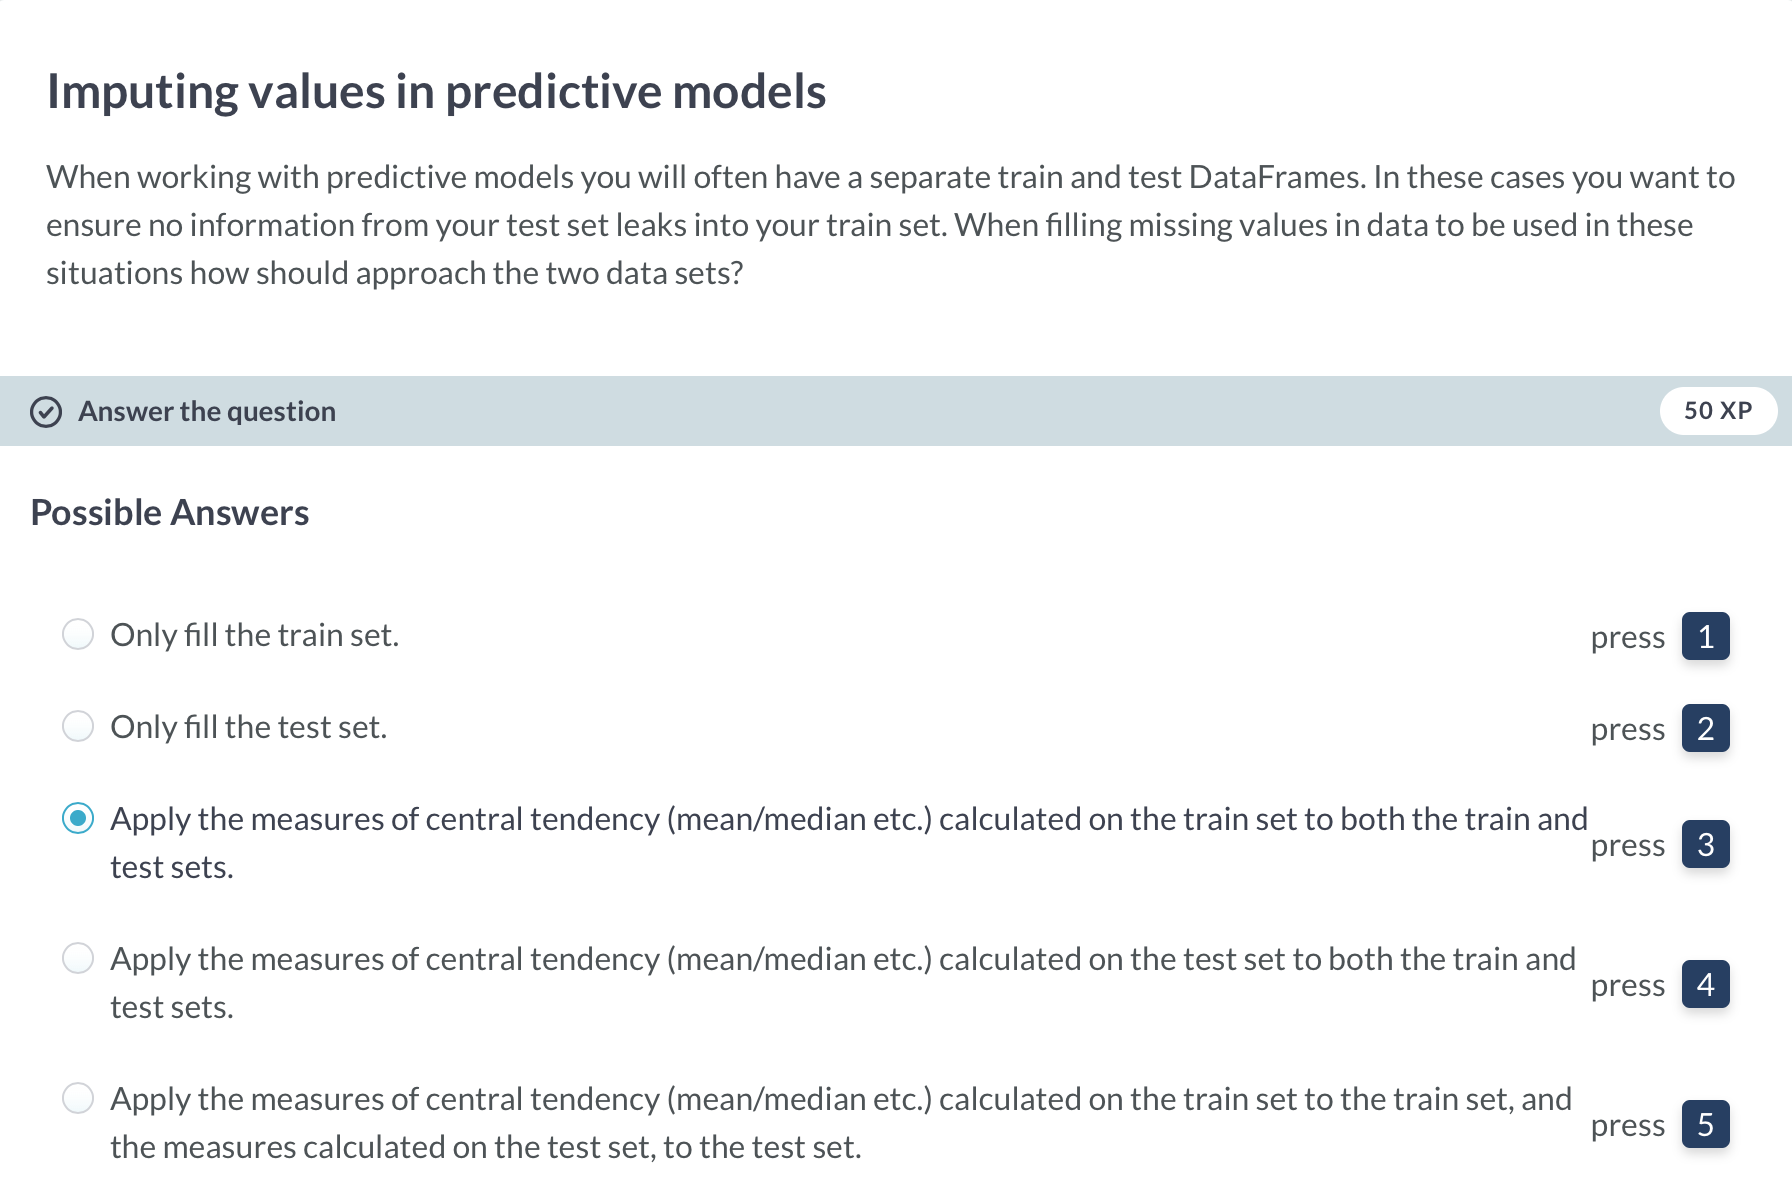 Imputing values in predictive models
When working with predictive models you will often have a separate train and test DataFrames. In these cases you want to
ensure no information from your test set leaks into your train set. When filling missing values in data to be used in these
situations how should approach the two data sets?
Answer the question
50 XP
Possible Answers
Only fill the train set.
press 1
Only fill the test set.
press 2
Apply the measures of central tendency (mean/median etc.) calculated on the train set to both the train and
test sets.
press 3
Apply the measures of central tendency (mean/median etc.) calculated on the test set to both the train and
test sets.
press 4
Apply the measures of central tendency (mean/median etc.) calculated on the train set to the train set, and
the measures calculated on the test set, to the test set.
press 5